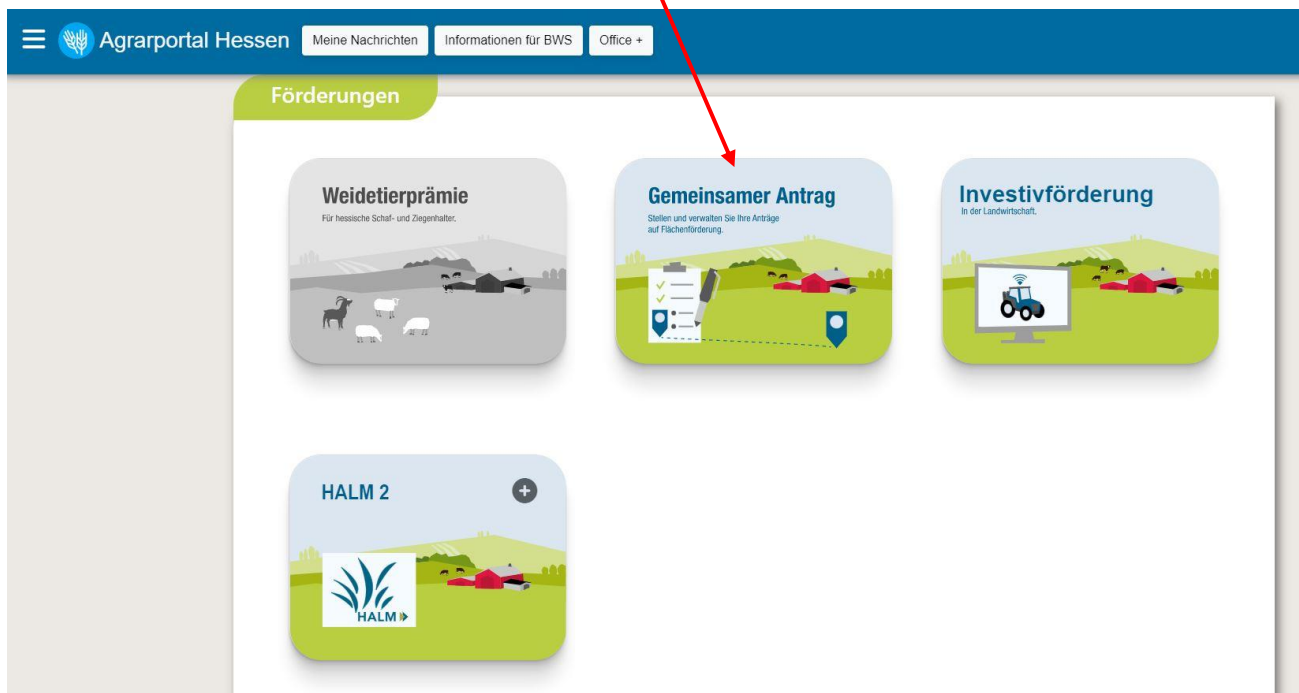 Agrarportal Hessen Meine Nachrichten Informationen für BWS Office +
Förderungen
Weidetierprämie
Für hessische Schaf- und Ziegenhalter.
Gemeinsamer Antrag
Stellen und verwalten Sie Ihre Anträge
auf Flächenförderung.
Investivförderung
In der Landwirtschaft.
HALM 2
HALM